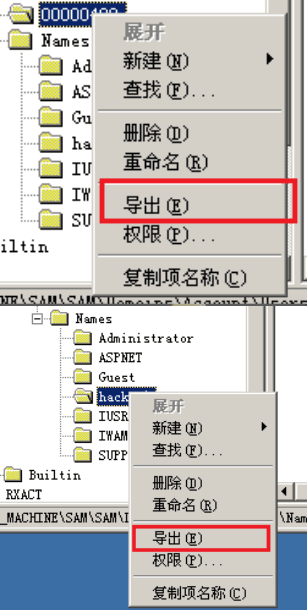 00000
展开
Names
新建(N)
Ad
查找(F)...
AS
Gu
删除(D)
ha
重命名(R)
IU
IW
导出(E)
SU
权限(P)...
iltin
复制项名称(C)
NE\SAM\SAM\Domains\Account\Users
Names
Administrator
ASPNET
Guest
hack
展开
IUSR
新建(N)
IWAM
查找(F)...
SUPP
删除(D)
Builtin
重命名(R)
RXACT
_MACHINE\SAM\SAM\
\Nam
导出(E)
权限(P)...
复制项名称(C)